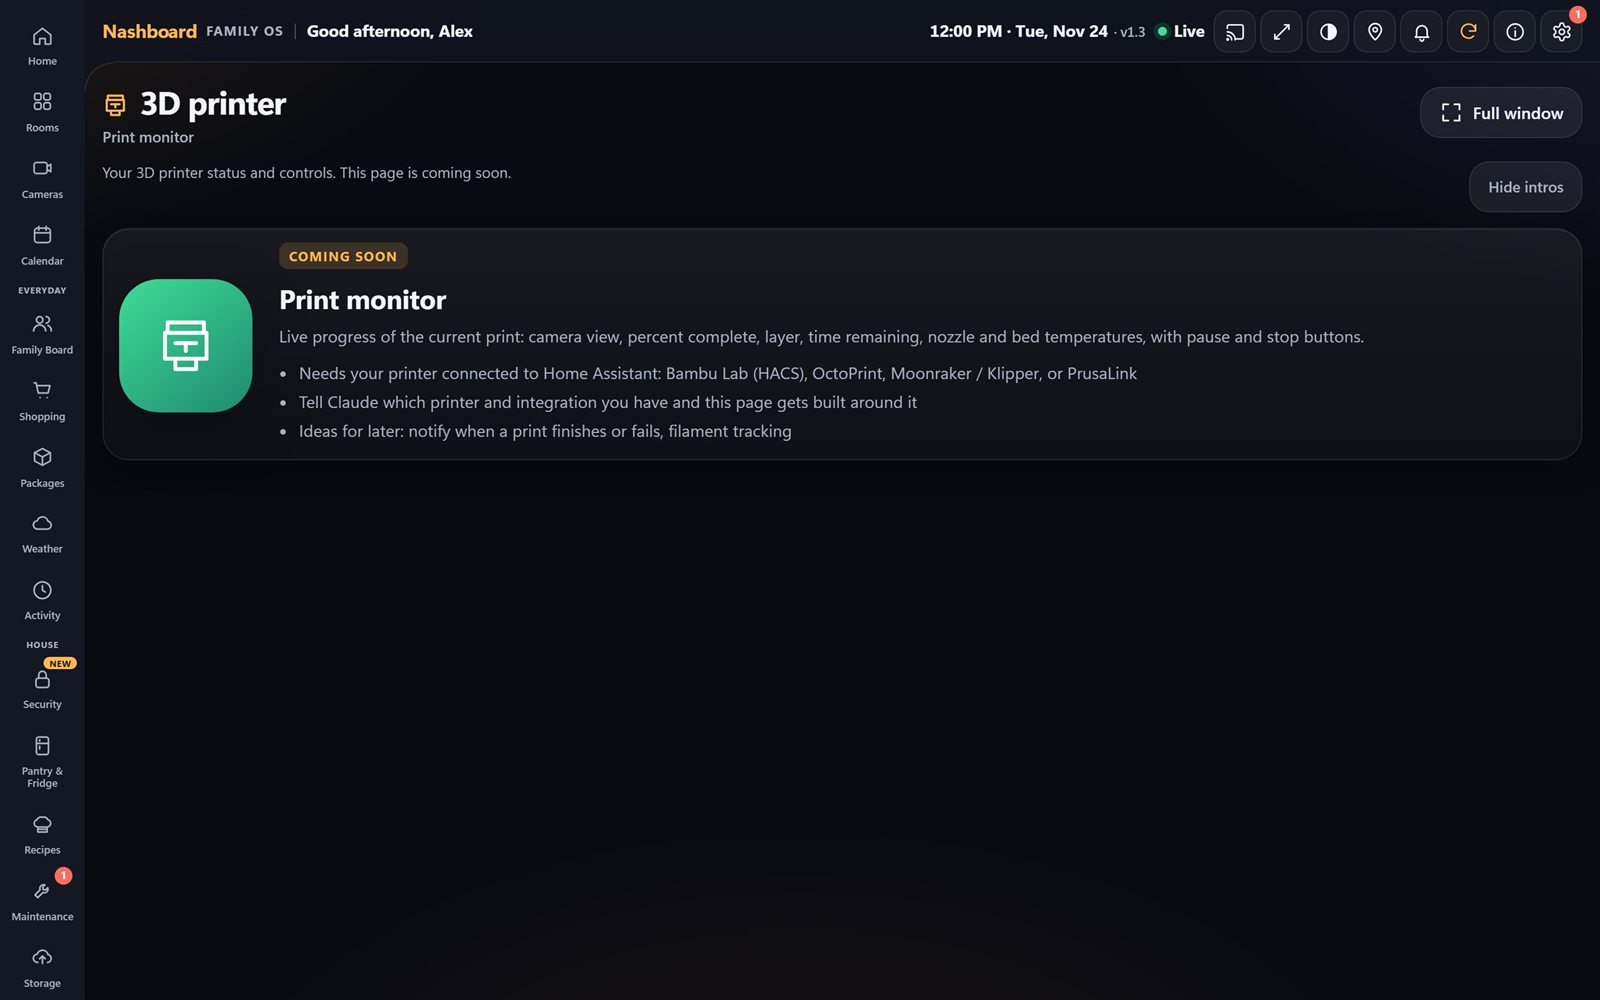 Nashboard FAMILY OS | Good afternoon, Alex
12:00 PM · Tue, Nov 24 · v1.3 Live
1
Home
Rooms
Cameras
Calendar
EVERYDAY
Family Board
Shopping
Packages
Weather
Activity
HOUSE
NEW
Security
Pantry &
Fridge
Recipes
1
Maintenance
Storage
3D printer
Print monitor
Your 3D printer status and controls. This page is coming soon.
Full window
Hide intros
COMING SOON
Print monitor
Live progress of the current print: camera view, percent complete, layer, time remaining, nozzle and bed temperatures, with pause and stop buttons.
• Needs your printer connected to Home Assistant: Bambu Lab (HACS), OctoPrint, Moonraker / Klipper, or PrusaLink
• Tell Claude which printer and integration you have and this page gets built around it
• Ideas for later: notify when a print finishes or fails, filament tracking